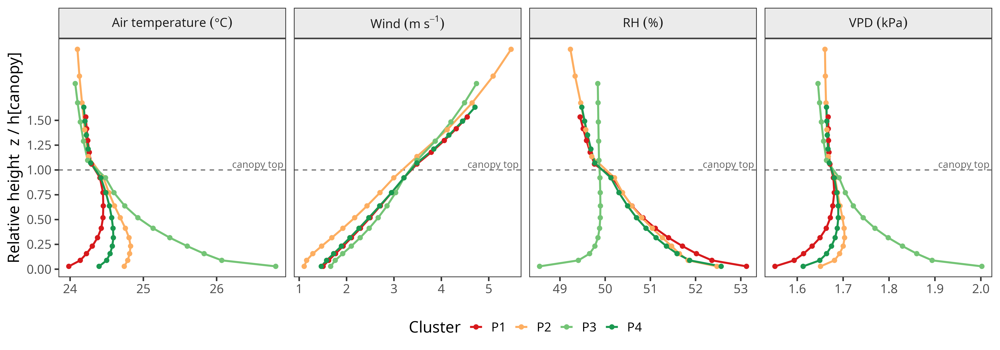 Air temperature (°C)
Wind (m s⁻¹)
RH (%)
VPD (kPa)
Relative height z / h[canopy]
1.50
1.25
1.00
0.75
0.50
0.25
0.00
canopy top
canopy top
canopy top
canopy top
24 25 26
1 2 3 4 5
49 50 51 52 53
1.6 1.7 1.8 1.9 2.0
Cluster P1 P2 P3 P4